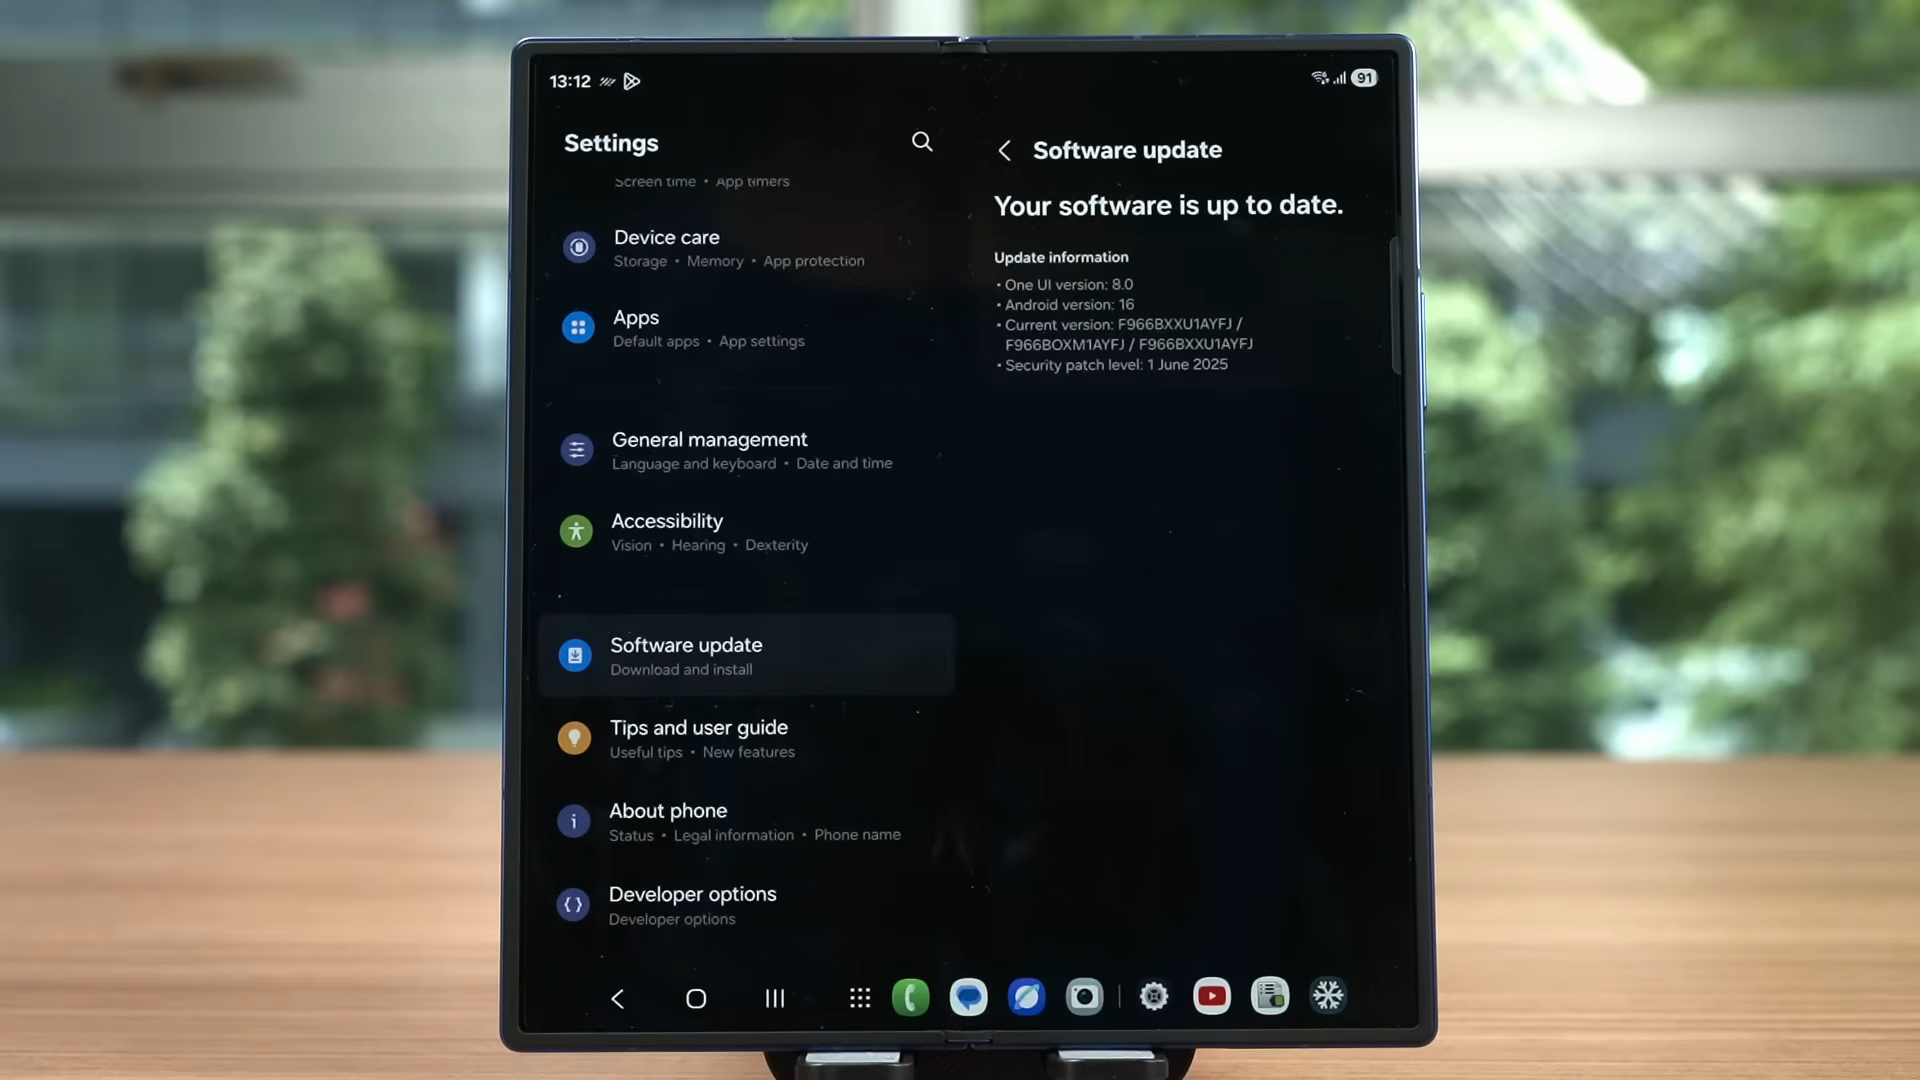 13:12
91
Settings
Screen time • App timers
Device care
Storage • Memory • App protection
Apps
Default apps • App settings
General management
Language and keyboard • Date and time
Accessibility
Vision • Hearing • Dexterity
Software update
Download and install
Tips and user guide
Useful tips • New features
About phone
Status • Legal information • Phone name
Developer options
Developer options
Software update
Your software is up to date.
Update information
• One UI version: 8.0
• Android version: 16
• Current version: F966BXXU1AYFJ /
F966BOXM1AYFJ / F966BXXU1AYFJ
• Security patch level: 1 June 2025